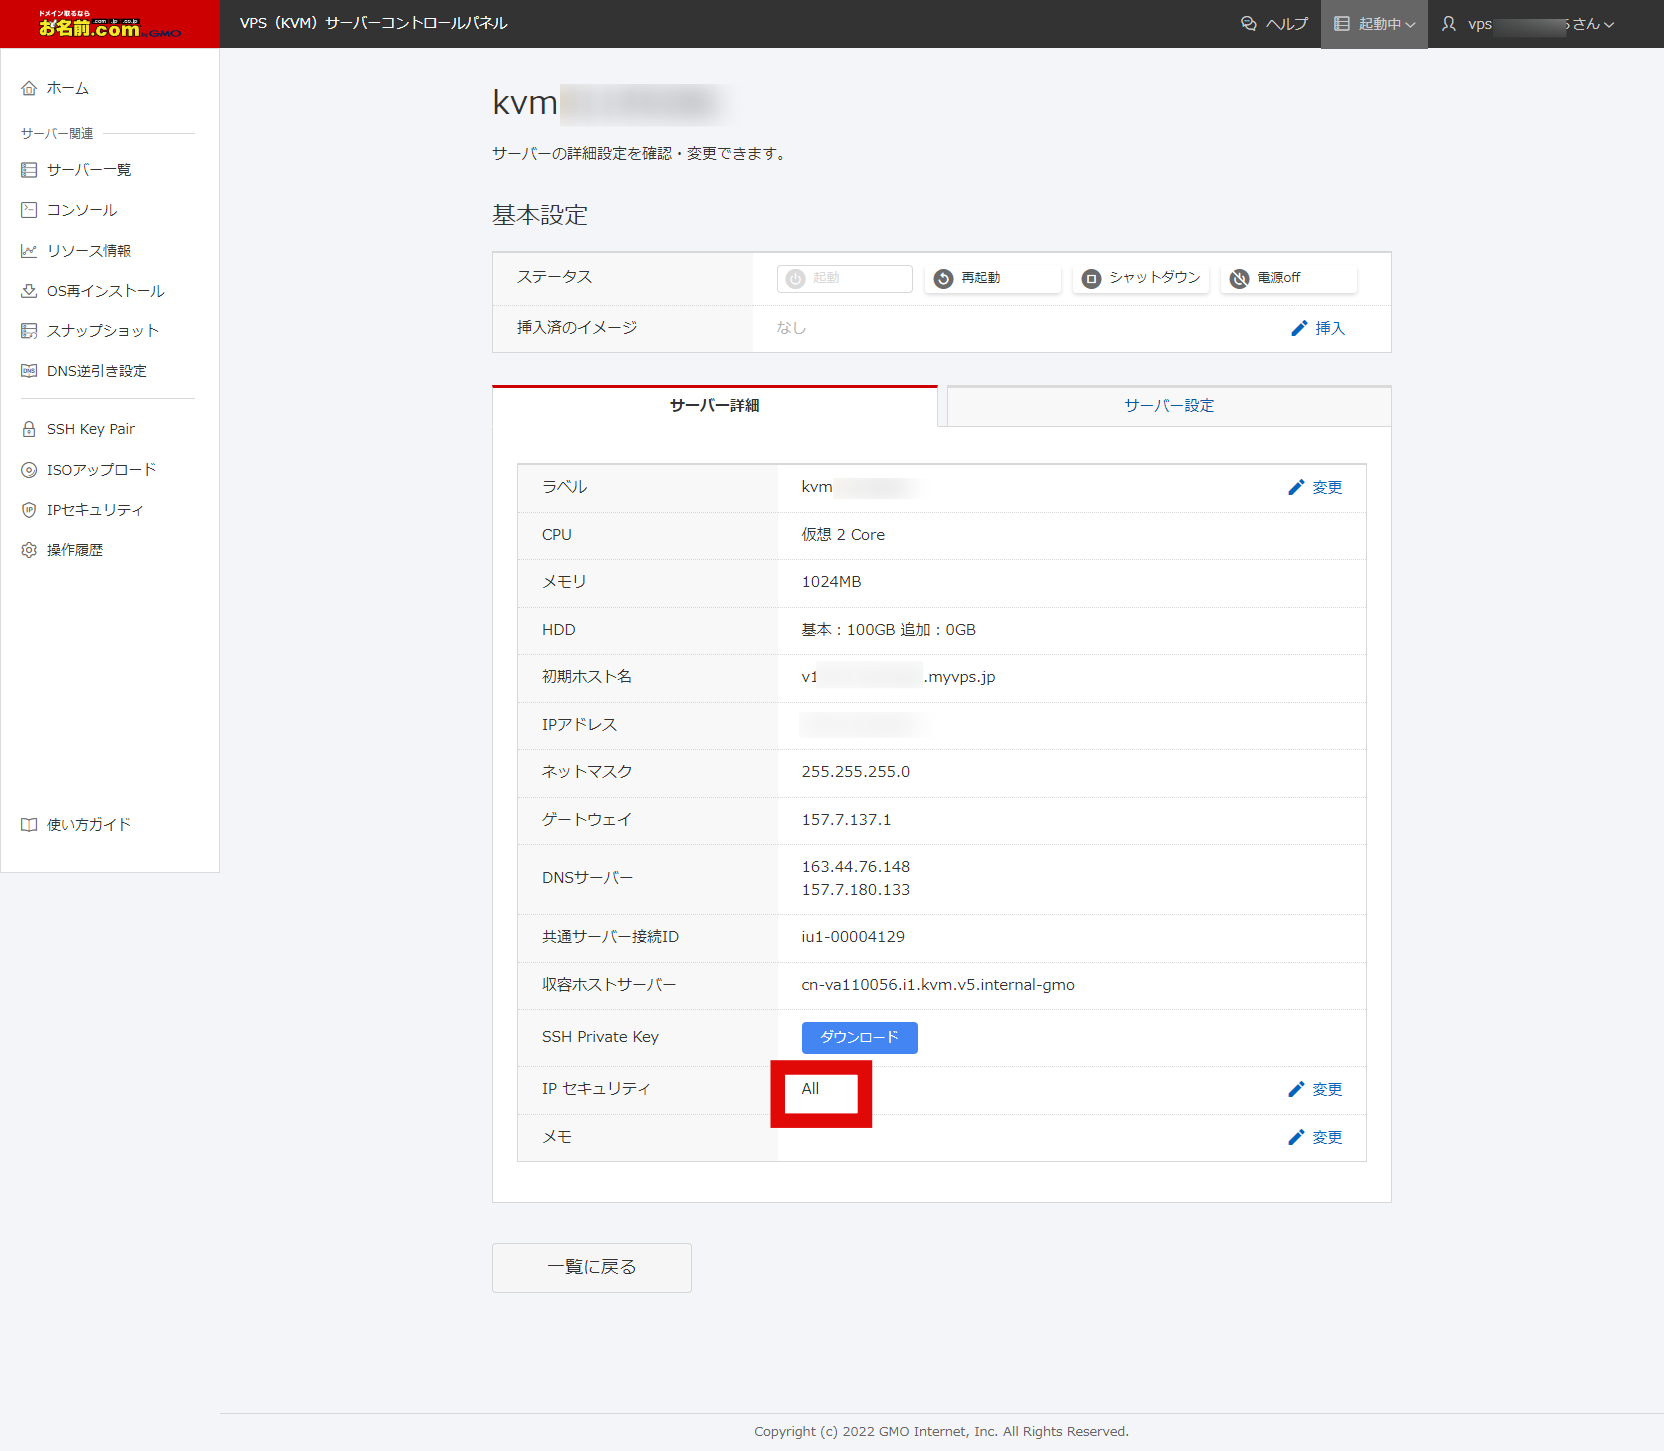 ドメイン取るなら
お名前.com by GMO
VPS（KVM）サーバーコントロールパネル
ヘルプ
起動中
vps さん
ホーム
サーバー関連
サーバー一覧
コンソール
リソース情報
OS再インストール
スナップショット
DNS逆引き設定
SSH Key Pair
ISOアップロード
IPセキュリティ
操作履歴
使い方ガイド
kvm
サーバーの詳細設定を確認・変更できます。
基本設定
ステータス
起動
再起動
シャットダウン
電源off
挿入済のイメージ
なし
挿入
サーバー詳細
サーバー設定
ラベル
kvm
変更
CPU
仮想 2 Core
メモリ
1024MB
HDD
基本：100GB 追加：0GB
初期ホスト名
v1 .myvps.jp
IPアドレス
ネットマスク
255.255.255.0
ゲートウェイ
157.7.137.1
DNSサーバー
163.44.76.148
157.7.180.133
共通サーバー接続ID
iu1-00004129
収容ホストサーバー
cn-va110056.i1.kvm.v5.internal-gmo
SSH Private Key
ダウンロード
IP セキュリティ
All
変更
メモ
変更
一覧に戻る
Copyright (c) 2022 GMO Internet, Inc. All Rights Reserved.